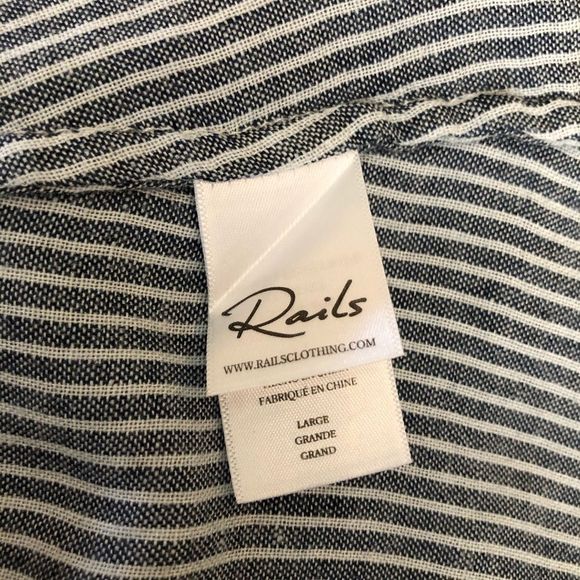 Rails
WWW.RAILSCLOTHING.COM
FABRIQUÉ EN CHINE
LARGE
GRANDE
GRAND